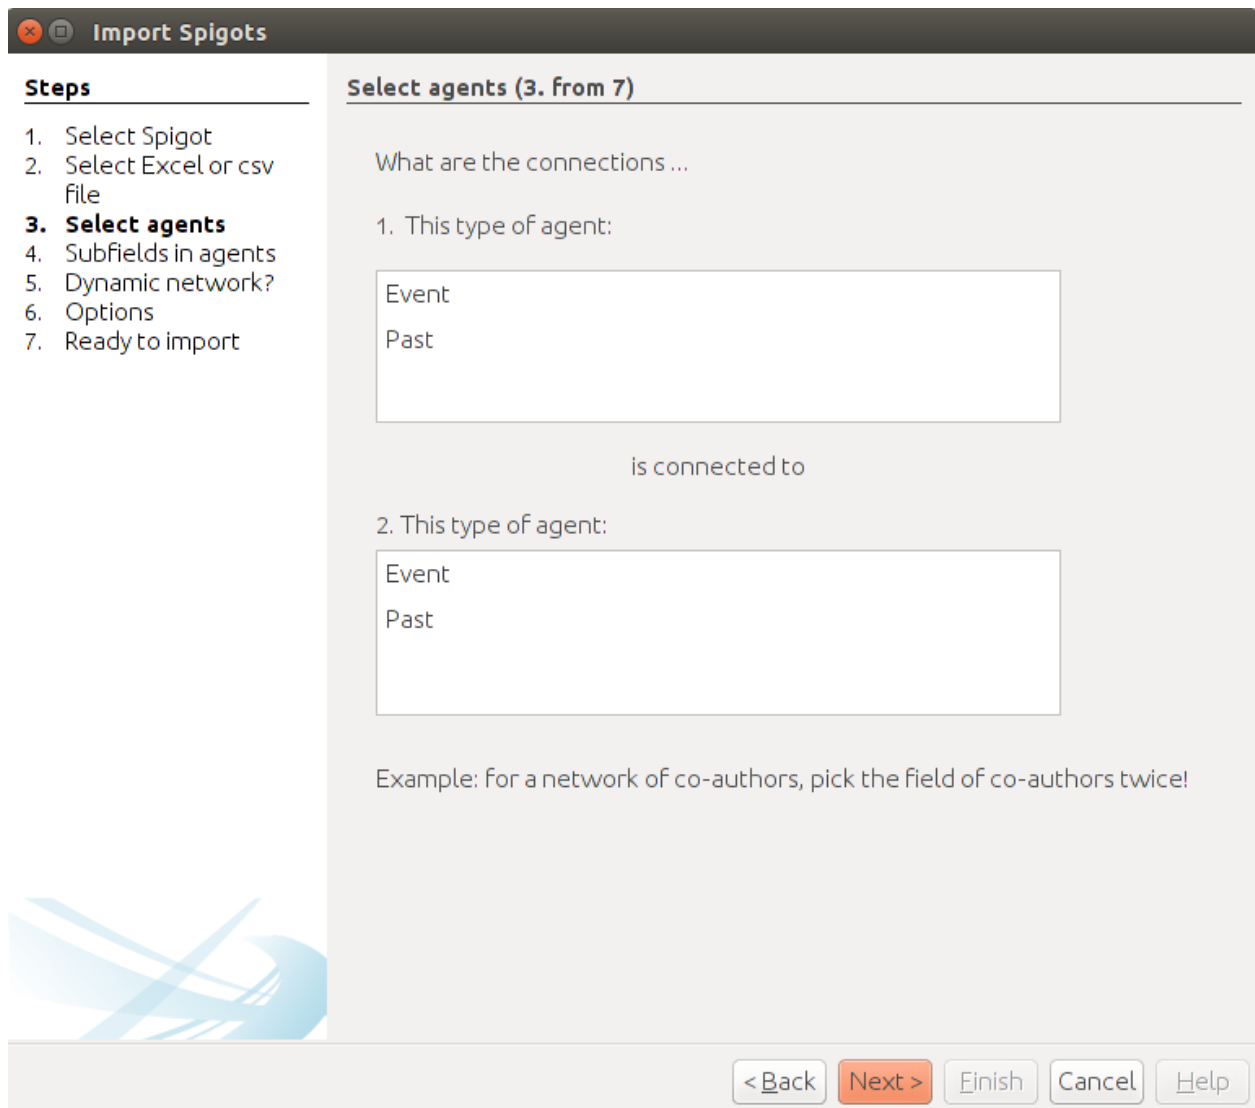 Import Spigots
Steps
1. Select Spigot
2. Select Excel or csv
file
3. Select agents
4. Subfields in agents
5. Dynamic network?
6. Options
7. Ready to import
Select agents (3. from 7)
What are the connections ...
1. This type of agent:
Event
Past
is connected to
2. This type of agent:
Event
Past
Example: for a network of co-authors, pick the field of co-authors twice!
< Back
Next >
Finish
Cancel
Help